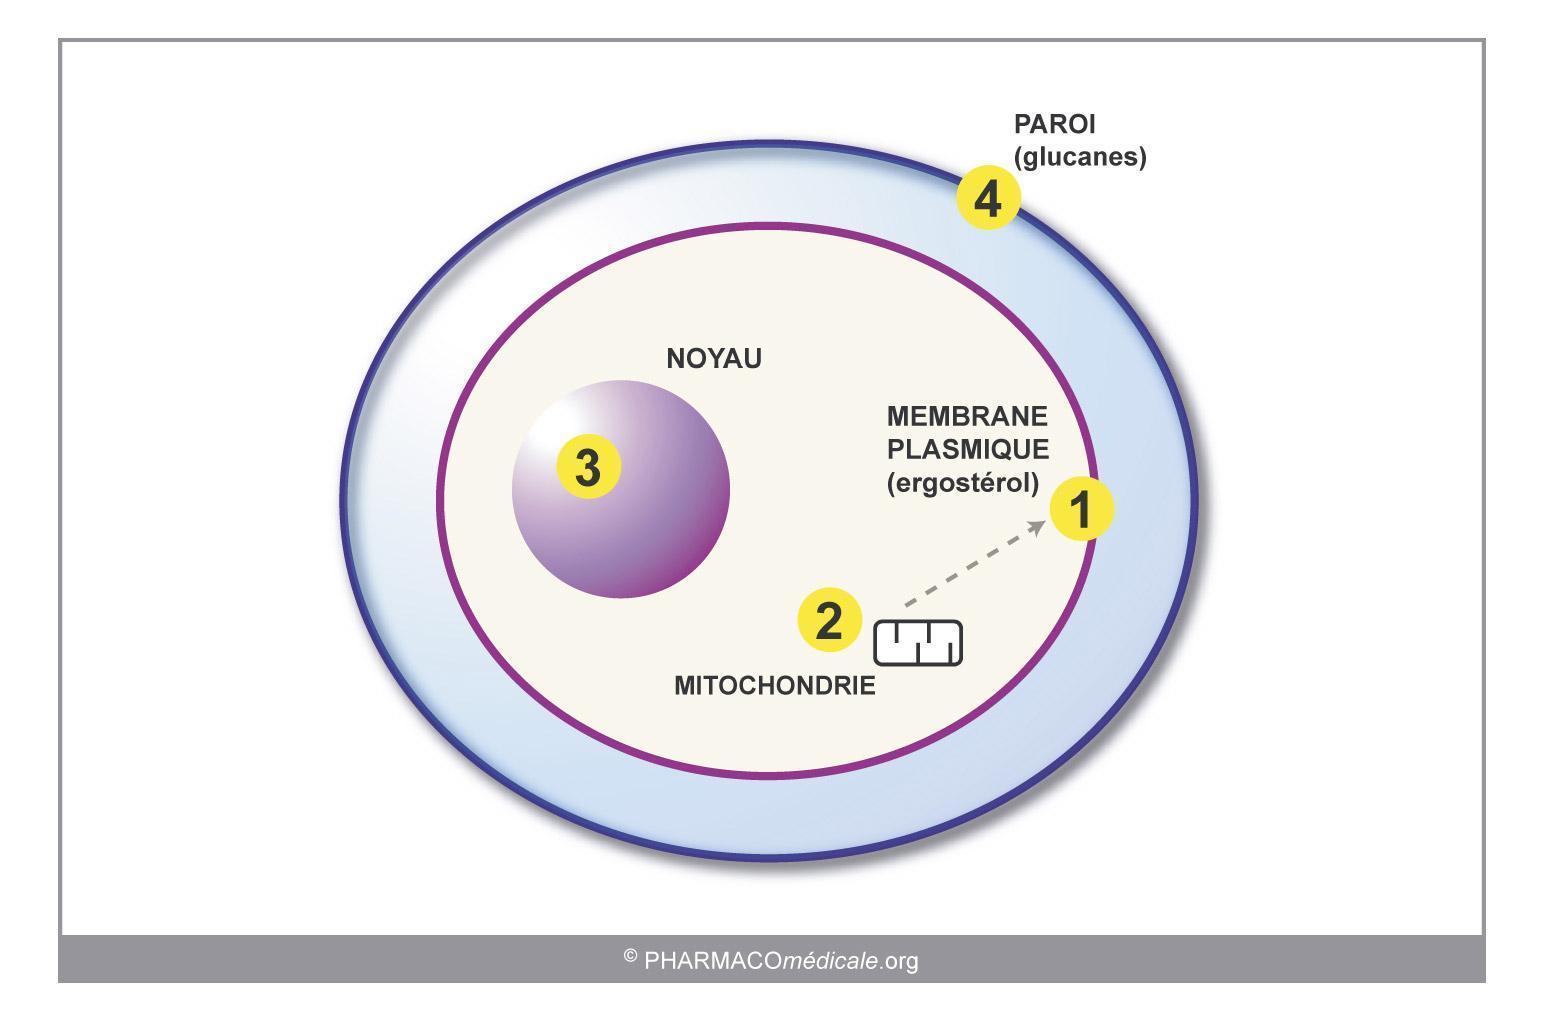 PAROI
(glucanes)
4
NOYAU
3
MEMBRANE
PLASMIQUE
(ergostérol)
1
2
MITOCHONDRIE
© PHARMACOmédicale.org